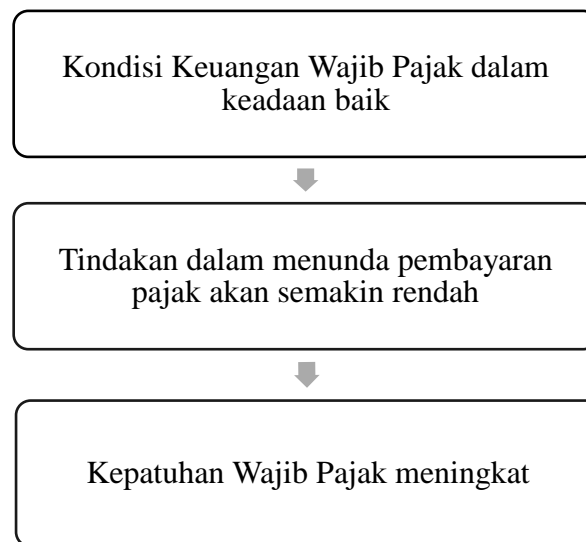 Kondisi Keuangan Wajib Pajak dalam
keadaan baik
Tindakan dalam menunda pembayaran
pajak akan semakin rendah
Kepatuhan Wajib Pajak meningkat